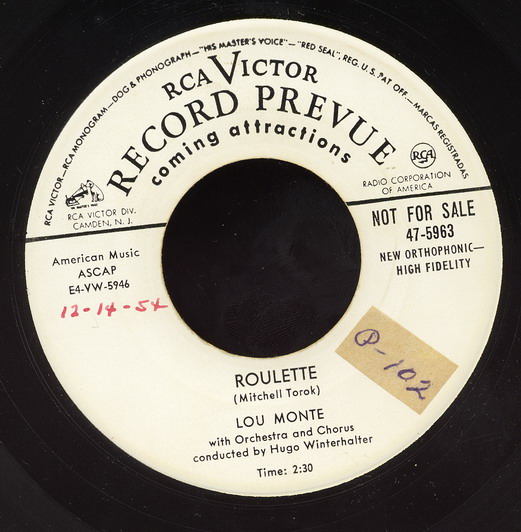 RCA VICTOR—RCA MONOGRAM—DOG & PHONOGRAPH—"HIS MASTER'S VOICE"—"RED SEAL", REG. U.S. PAT OFF.—MARCAS REGISTRADAS
RCA VICTOR
RECORD PREVUE
coming attractions
"HIS MASTER'S VOICE"
RCA VICTOR DIV.
CAMDEN, N. J.
RCA
RADIO CORPORATION
OF AMERICA
NOT FOR SALE
47-5963
NEW ORTHOPHONIC—
HIGH FIDELITY
American Music
ASCAP
E4-VW-5946
12-14-54
P-102
ROULETTE
(Mitchell Torok)
LOU MONTE
with Orchestra and Chorus
conducted by Hugo Winterhalter
Time: 2:30